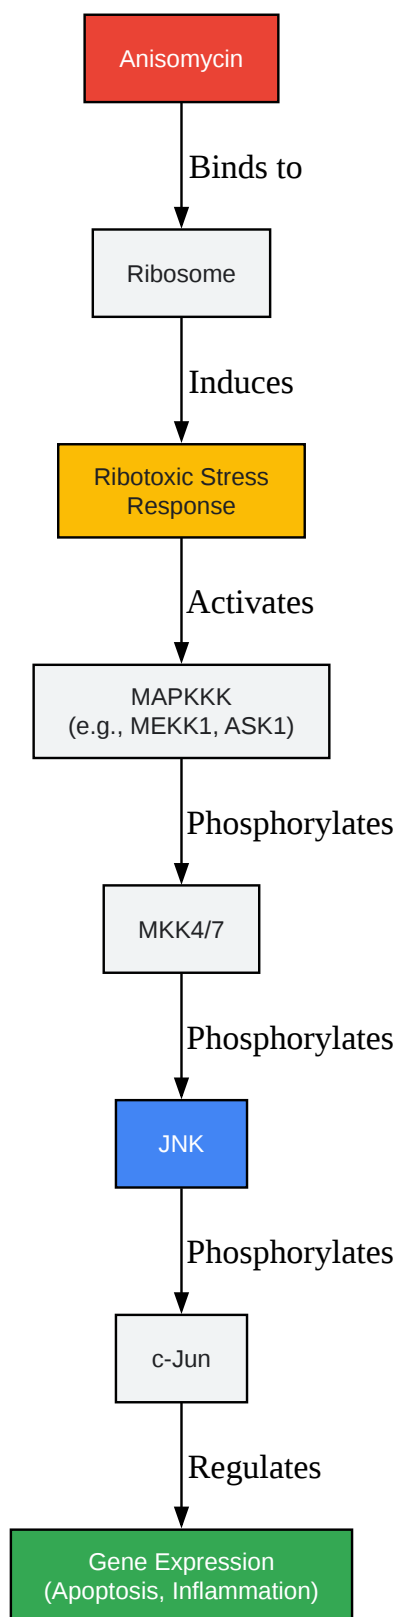 Anisomycin
Binds to
Ribosome
Induces
Ribotoxic Stress
Response
Activates
MAPKKK
(e.g., MEKK1, ASK1)
Phosphorylates
MKK4/7
Phosphorylates
JNK
Phosphorylates
c-Jun
Regulates
Gene Expression
(Apoptosis, Inflammation)